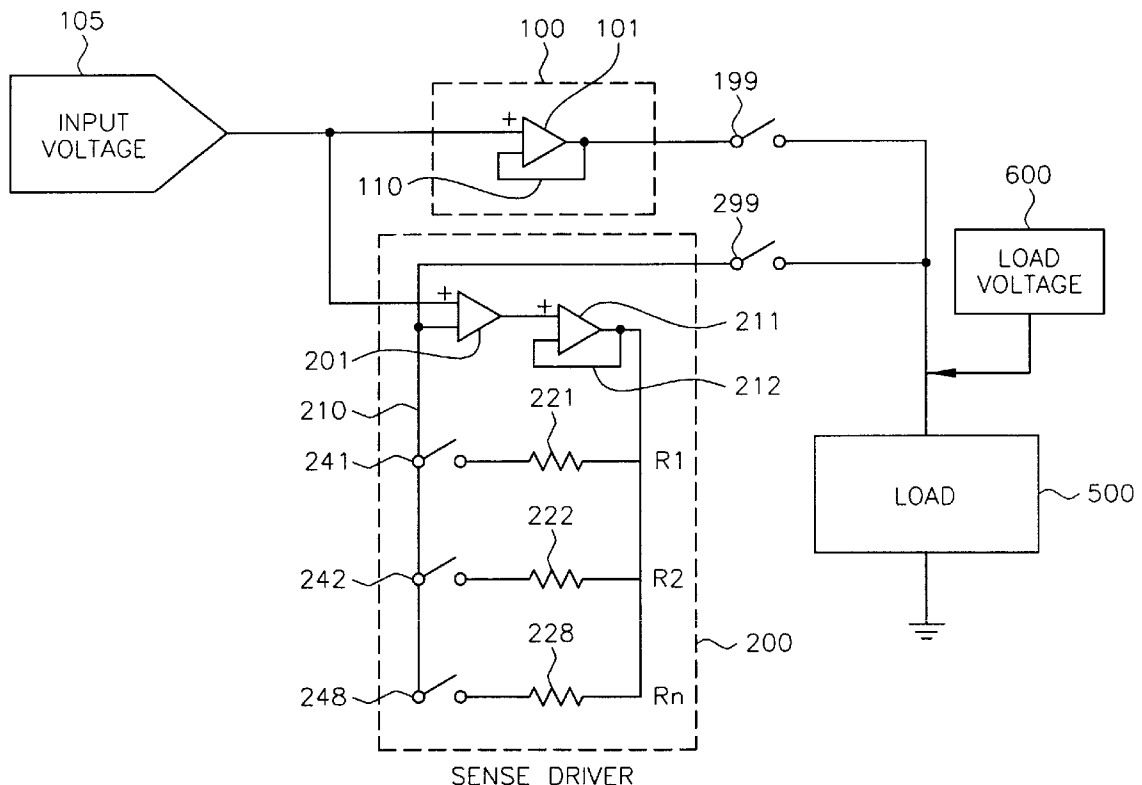 105
INPUT
VOLTAGE
100
101
+
110
199
299
600
LOAD
VOLTAGE
+
+
201
211
212
210
221
241
R1
LOAD
500
222
242
R2
228
200
248
Rn
SENSE DRIVER